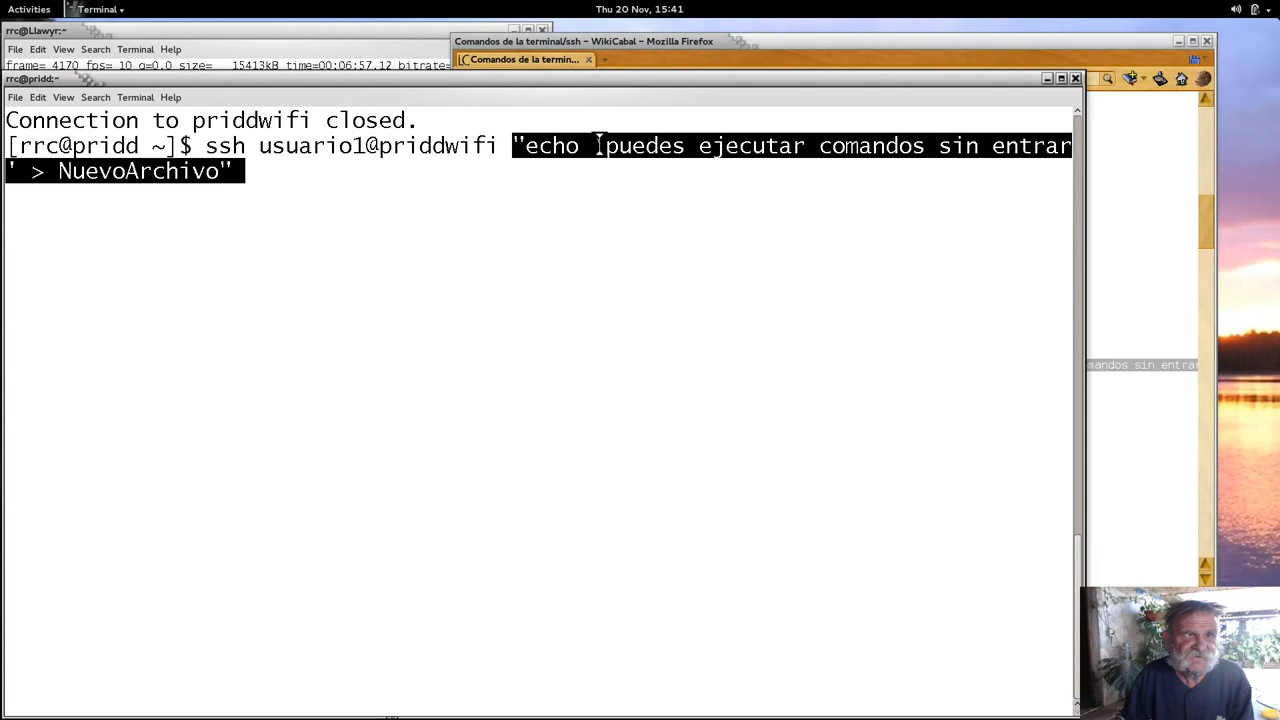 Activities
Terminal
Thu 20 Nov, 15:41
rrc@Llawyr:~
File Edit View Search Terminal Help
frame= 4170 fps= 10 q=0.0 size= 15413kB time=00:06:57.12 bitrate=
Comandos de la terminal/ssh – WikiCabal – Mozilla Firefox
Comandos de la termin...
rrc@pridd:~
File Edit View Search Terminal Help
Connection to priddwifi closed.
[rrc@pridd ~]$ ssh usuario1@priddwifi "echo 'puedes ejecutar comandos sin entrar
' > NuevoArchivo"
mandos sin entrar